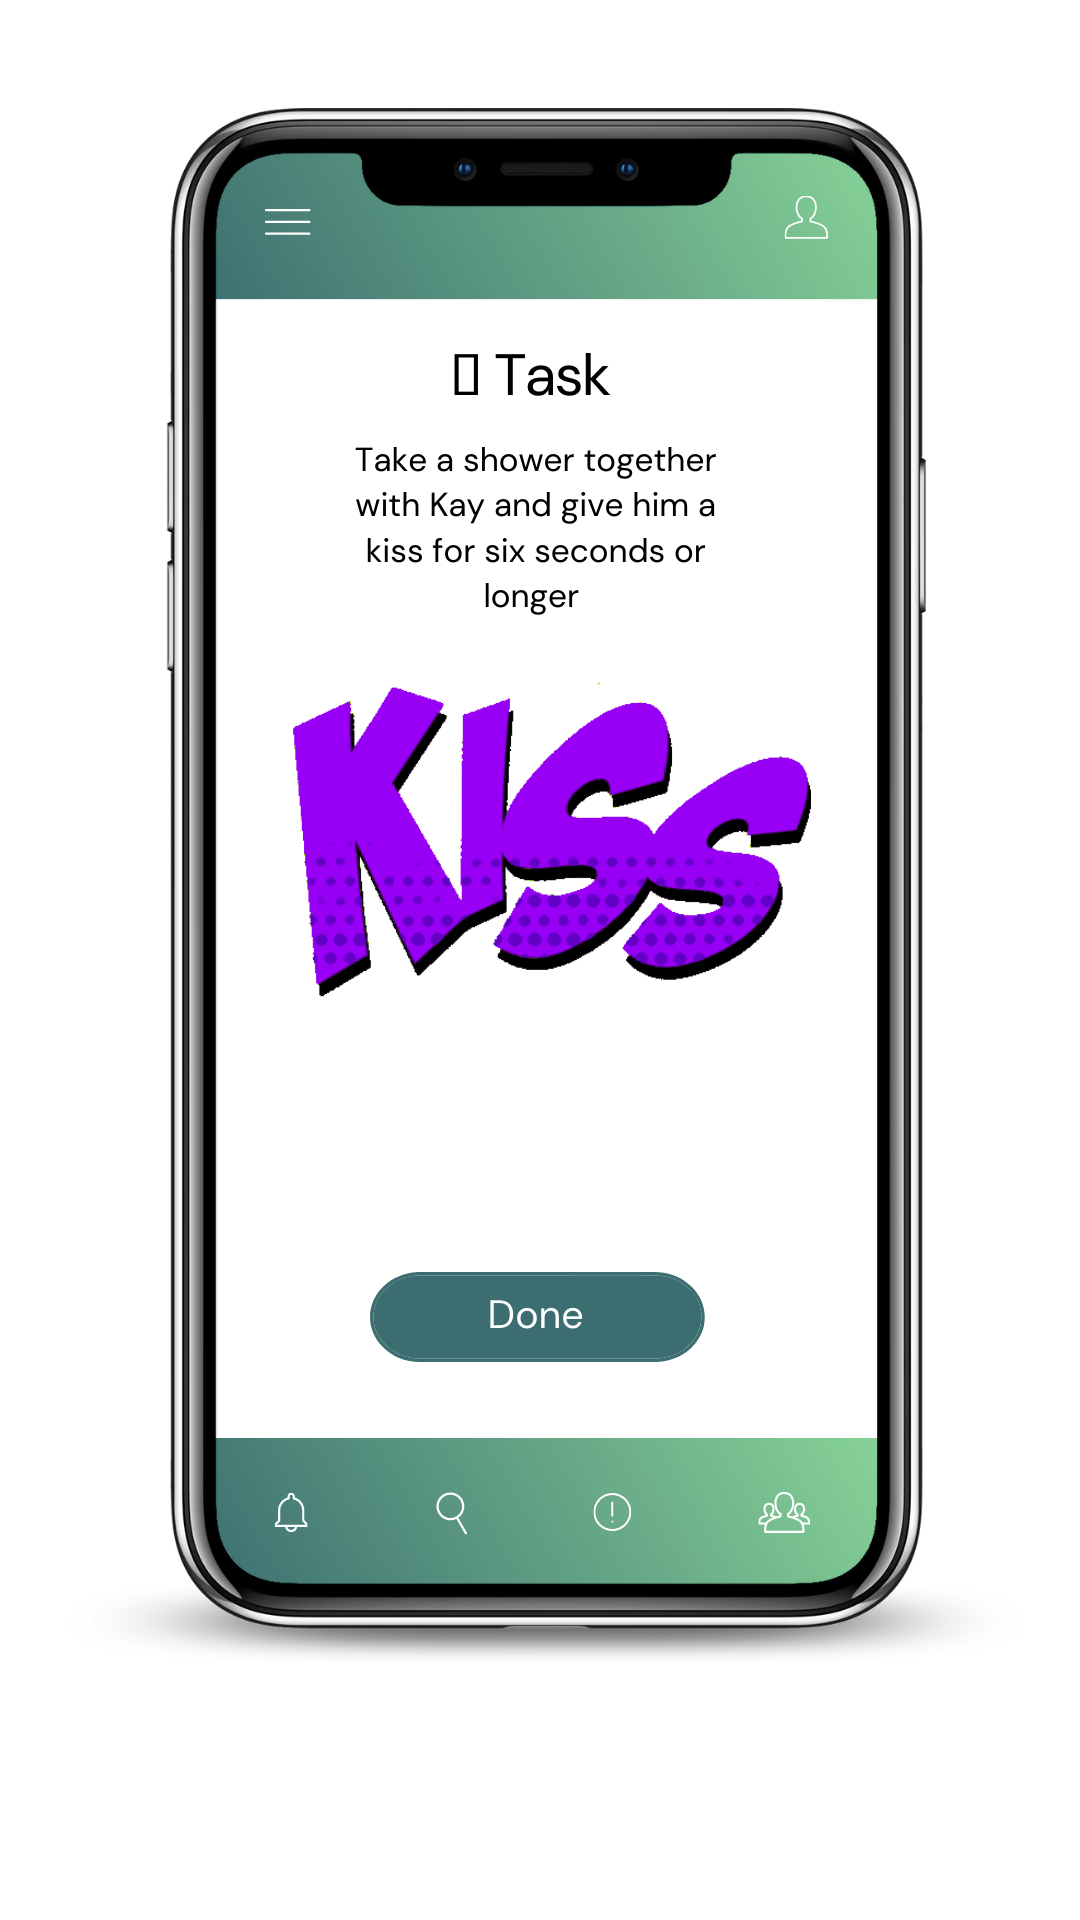 Task
Take a shower together
with Kay and give him a
kiss for six seconds or
longer
KISS
Done